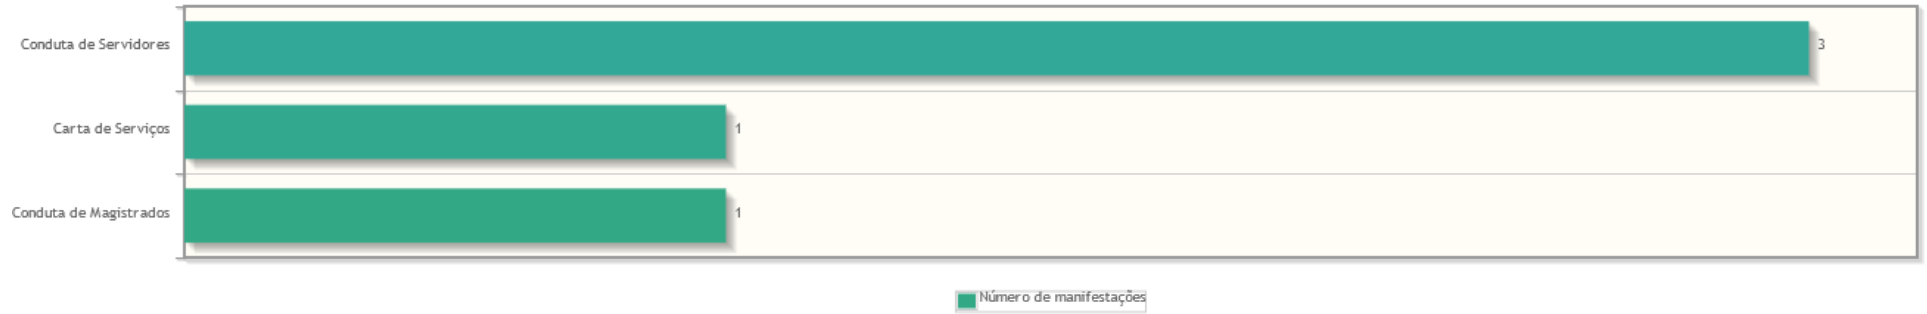 Conduta de Servidores
3
Carta de Serviços
1
Conduta de Magistrados
1
Número de manifestações